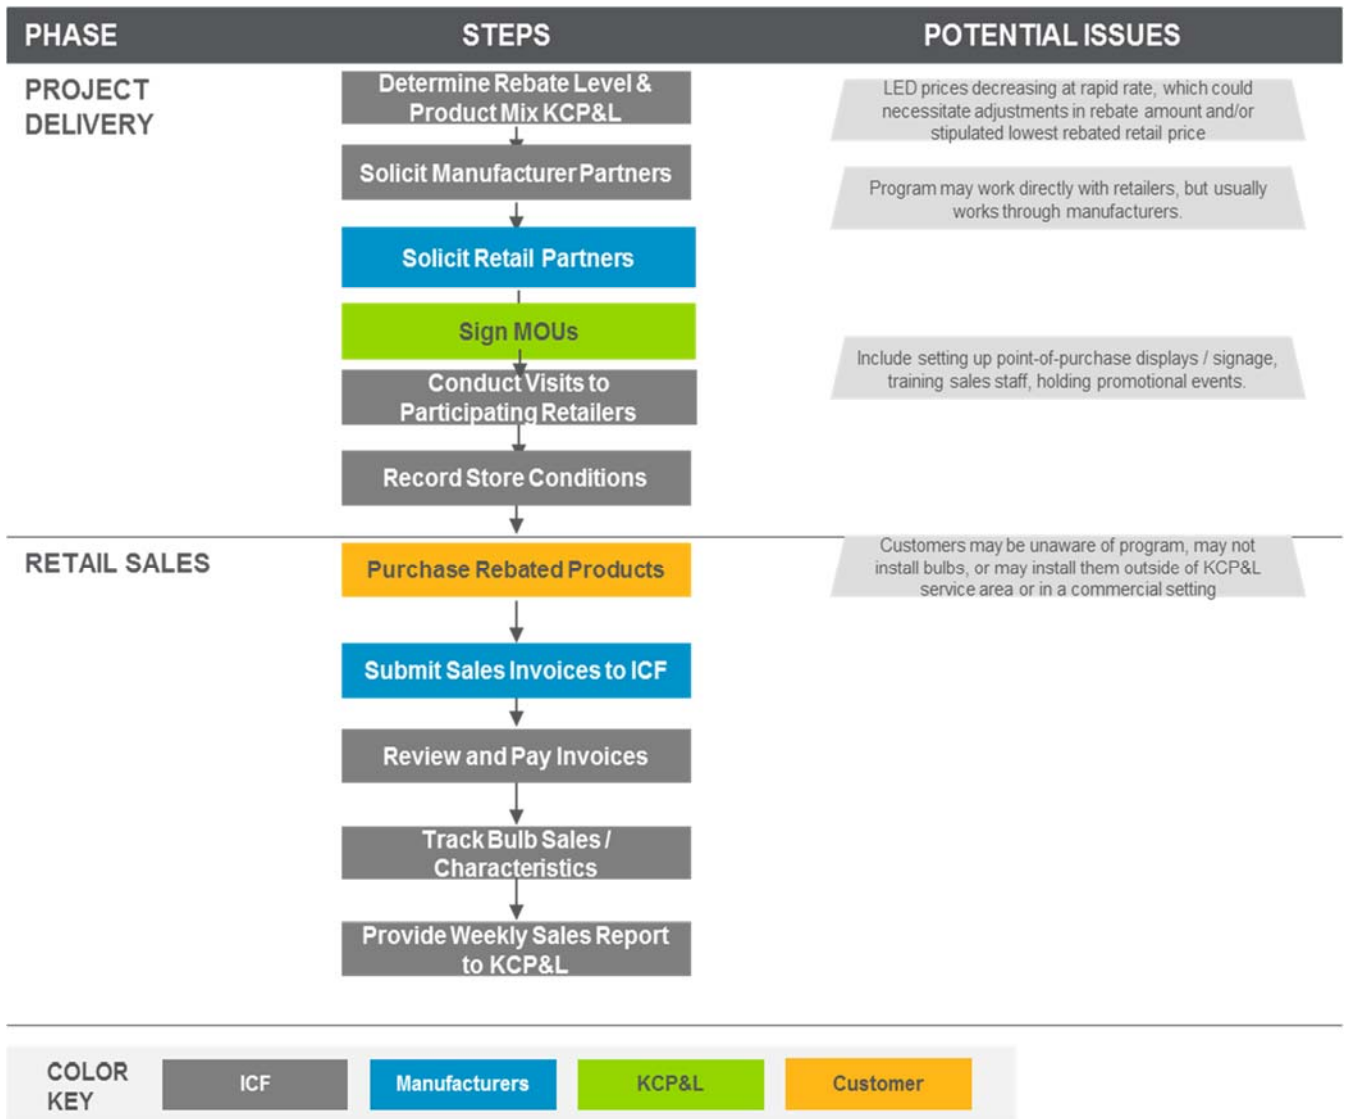 PHASE STEPS POTENTIAL ISSUES
PROJECT
DELIVERY
Determine Rebate Level &
Product Mix KCP&L
LED prices decreasing at rapid rate, which could
necessitate adjustments in rebate amount and/or
stipulated lowest rebated retail price
Solicit Manufacturer Partners
Program may work directly with retailers, but usually
works through manufacturers.
Solicit Retail Partners
Sign MOUs
Include setting up point-of-purchase displays / signage,
training sales staff, holding promotional events.
Conduct Visits to
Participating Retailers
Record Store Conditions
RETAIL SALES
Purchase Rebated Products
Customers may be unaware of program, may not
install bulbs, or may install them outside of KCP&L
service area or in a commercial setting
Submit Sales Invoices to ICF
Review and Pay Invoices
Track Bulb Sales /
Characteristics
Provide Weekly Sales Report
to KCP&L
COLOR
KEY
ICF
Manufacturers
KCP&L
Customer